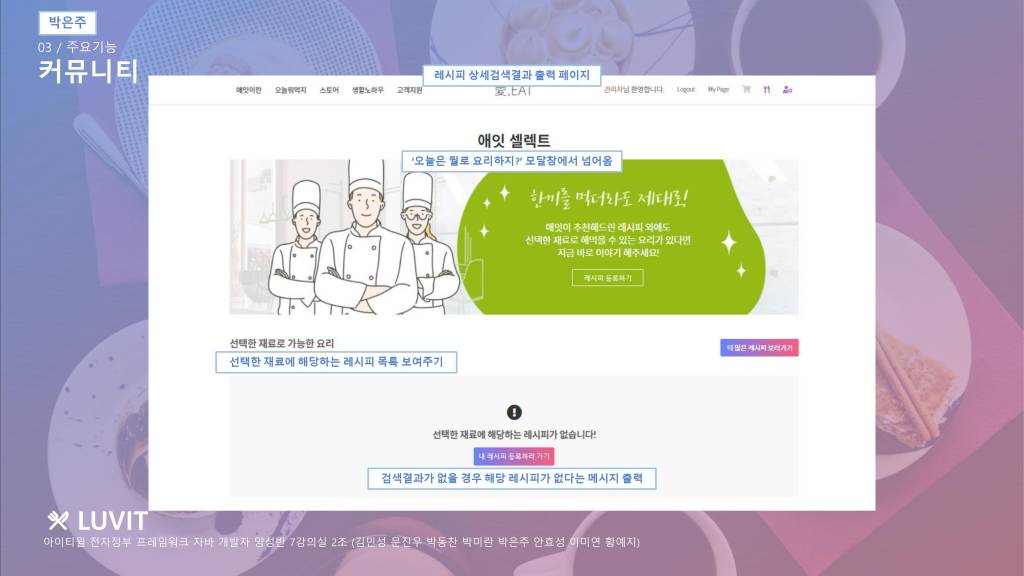 박은주
03 / 주요기능
커뮤니티
레시피 상세검색결과 출력 페이지
애잇이란 오늘뭐먹지 스토어 생활노하우 고객지원
愛,EAT
관리자님 환영합니다. Logout My Page
애잇 셀렉트
'오늘은 뭘로 요리하지?' 모달창에서 넘어옴
한끼를 먹더라도 제대로!
애잇이 추천해드린 레시피 외에도
선택한 재료로 해먹을 수 있는 요리가 있다면
지금 바로 이야기 해주세요!
레시피 등록하기
선택한 재료로 가능한 요리
더 많은 레시피 보러가기
선택한 재료에 해당하는 레시피 목록 보여주기
선택한 재료에 해당하는 레시피가 없습니다!
내 레시피 등록하러 가기
검색결과가 없을 경우 해당 레시피가 없다는 메시지 출력
LUVIT
아이티윌 전자정부 프레임워크 자바 개발자 양성반 7강의실 2조 (김민성 문진우 박동찬 박미란 박은주 안효성 이미연 황예지)